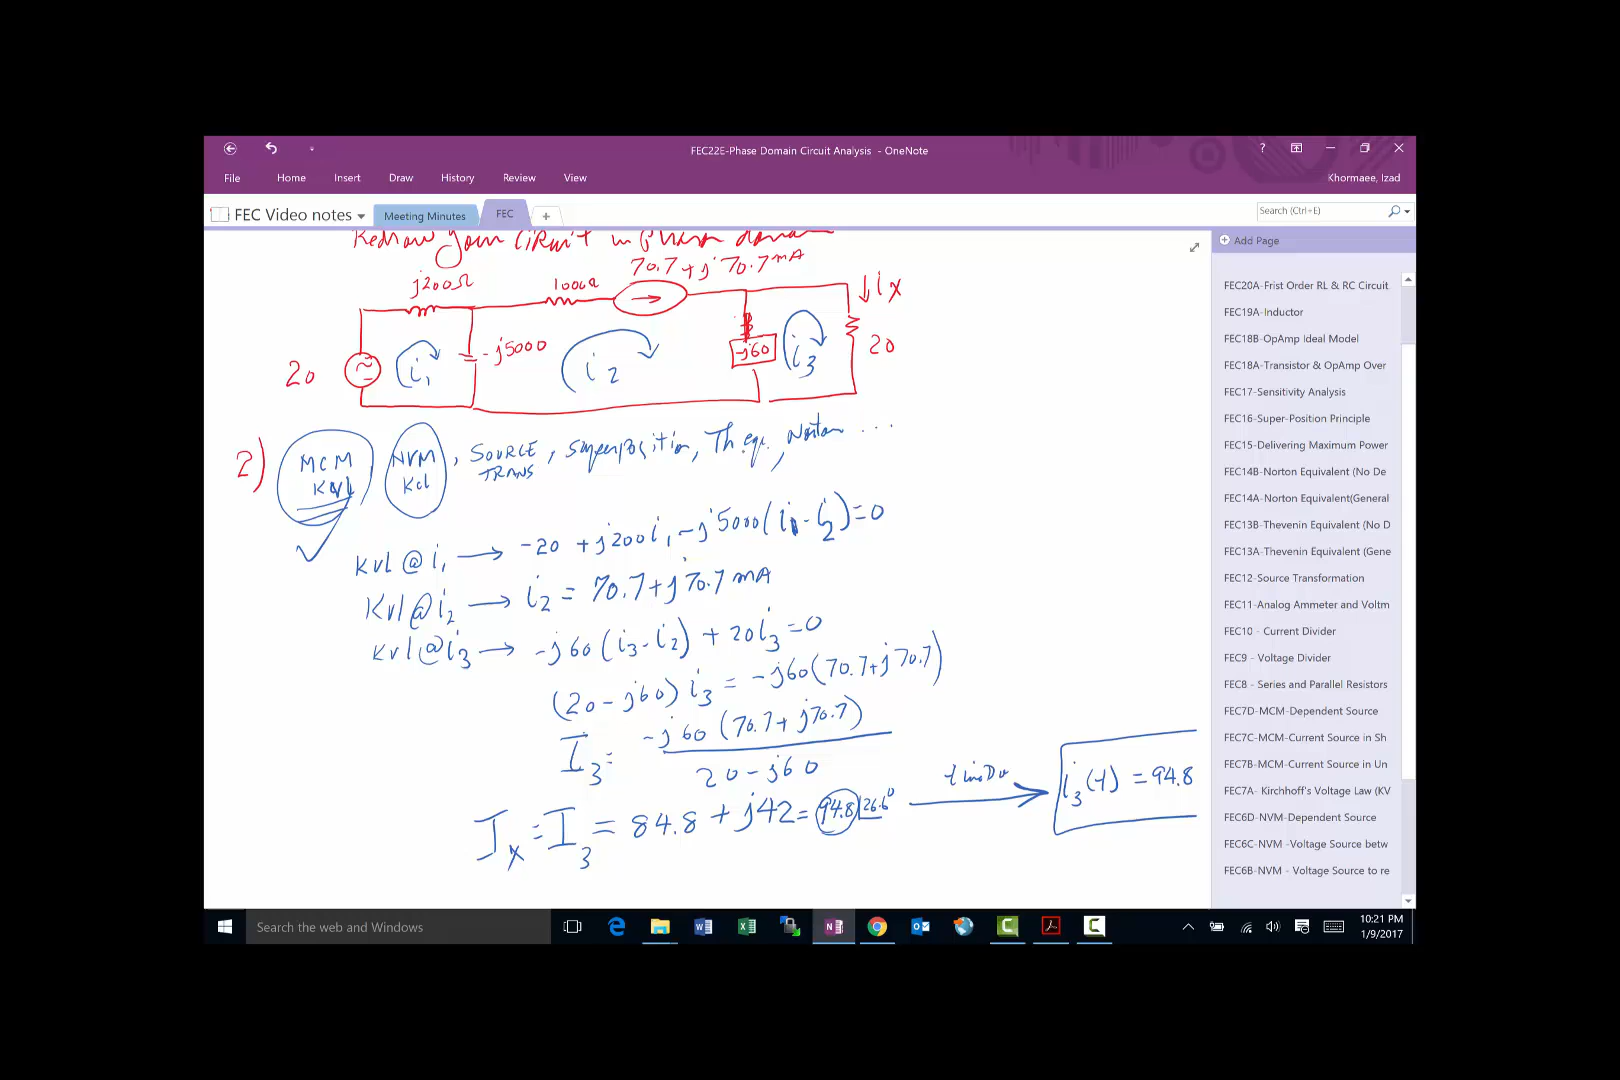 FEC22E-Phase Domain Circuit Analysis - OneNote
?
File Home Insert Draw History Review View
Khormaee, Izad
FEC Video notes
Meeting Minutes
FEC
+
Search (Ctrl+E)
Add Page
Redraw your circuit in phase domain
j200Ω
1000Ω
70.7+j70.7mA
ix
20
i1
-j5000
i2
-j60
i3
20
2)
MCM
KVL
NVM
Kcl
, SOURCE
TRANS
, superposition, Th eq., Norton ...
KVL @ i1 → -20 + j200i1 - j5000(i1-i2)=0
KVl@i2 → i2 = 70.7+j70.7mA
KVl@i3 → -j60(i3-i2) + 20i3=0
(20-j60) i3 = -j60(70.7+j70.7)
I3= -j60 (70.7+j70.7)
20-j60
Ix = I3 = 84.8 + j42 = 94.8 26.6°
i3(t) = 94.8
FEC20A-Frist Order RL & RC Circuit
FEC19A-Inductor
FEC18B-OpAmp Ideal Model
FEC18A-Transistor & OpAmp Over
FEC17-Sensitivity Analysis
FEC16-Super-Position Principle
FEC15-Delivering Maximum Power
FEC14B-Norton Equivalent (No De
FEC14A-Norton Equivalent(General
FEC13B-Thevenin Equivalent (No D
FEC13A-Thevenin Equivalent (Gene
FEC12-Source Transformation
FEC11-Analog Ammeter and Voltm
FEC10 - Current Divider
FEC9 - Voltage Divider
FEC8 - Series and Parallel Resistors
FEC7D-MCM-Dependent Source
FEC7C-MCM-Current Source in Sh
FEC7B-MCM-Current Source in Un
FEC7A- Kirchhoff's Voltage Law (KV
FEC6D-NVM-Dependent Source
FEC6C-NVM - Voltage Source betw
FEC6B-NVM - Voltage Source to re
Search the web and Windows
10:21 PM
1/9/2017